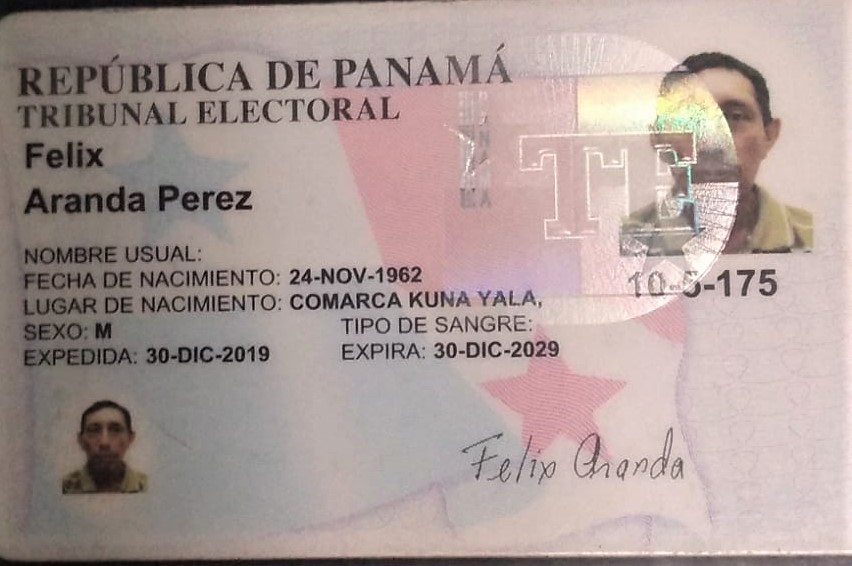 REPÚBLICA DE PANAMÁ
TRIBUNAL ELECTORAL
Felix
Aranda Perez
TE
NOMBRE USUAL:
FECHA DE NACIMIENTO: 24-NOV-1962
10-5-175
LUGAR DE NACIMIENTO: COMARCA KUNA YALA,
SEXO: M TIPO DE SANGRE:
EXPEDIDA: 30-DIC-2019 EXPIRA: 30-DIC-2029
Felix Aranda